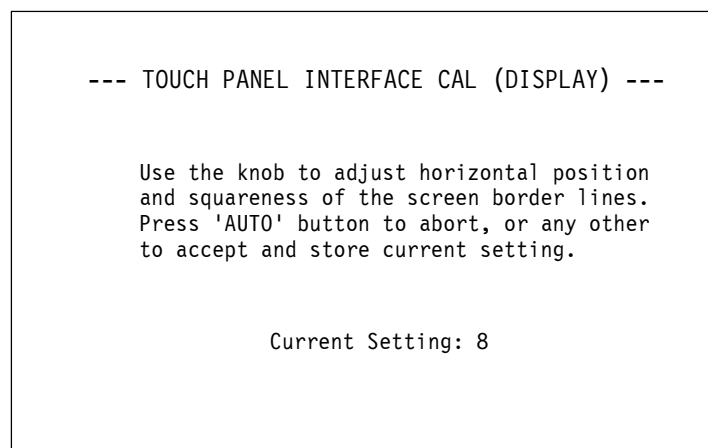 --- TOUCH PANEL INTERFACE CAL (DISPLAY) ---
Use the knob to adjust horizontal position
and squareness of the screen border lines.
Press 'AUTO' button to abort, or any other
to accept and store current setting.
Current Setting: 8